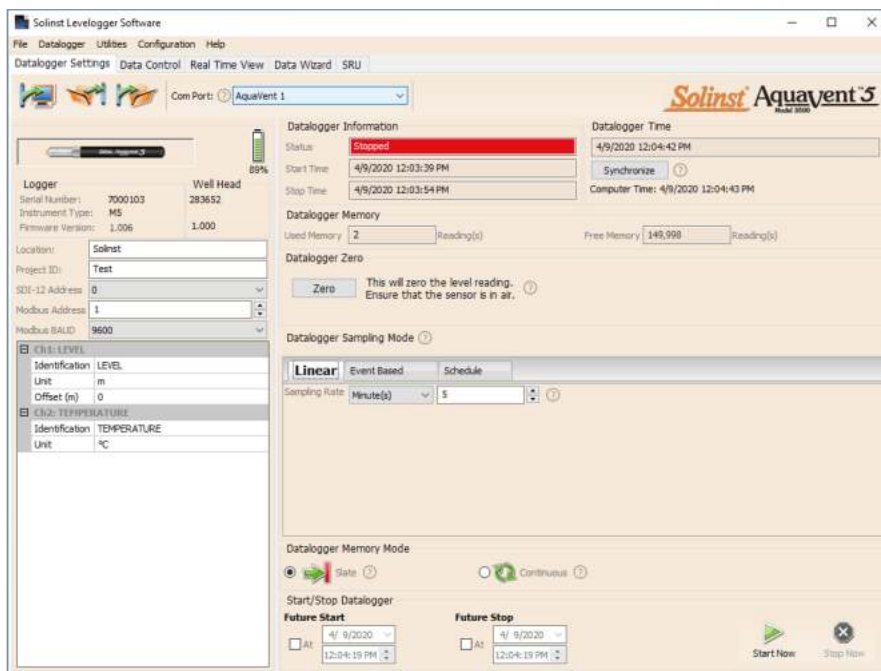 Solinst Levelogger Software
File Datalogger Utilities Configuration Help
Datalogger Settings Data Control Real Time View Data Wizard SRU
Com Port: AquaVent 1
Solinst Aquavent 5
Model 3500
89%
Logger Well Head
Serial Number: 7000103 283652
Instrument Type: M5
Firmware Version: 1.006 1.000
Location: Solinst
Project ID: Test
SDI-12 Address 0
Modbus Address 1
Modbus BAUD 9600
Ch1: LEVEL
Identification LEVEL
Unit m
Offset (m) 0
Ch2: TEMPERATURE
Identification TEMPERATURE
Unit ºC
Datalogger Information
Status Stopped
Start Time 4/9/2020 12:03:39 PM
Stop Time 4/9/2020 12:03:54 PM
Datalogger Time
4/9/2020 12:04:42 PM
Synchronize
Computer Time: 4/9/2020 12:04:43 PM
Datalogger Memory
Used Memory 2 Reading(s) Free Memory 149,998 Reading(s)
Datalogger Zero
Zero
This will zero the level reading.
Ensure that the sensor is in air.
Datalogger Sampling Mode
Linear Event Based Schedule
Sampling Rate Minute(s) 5
Datalogger Memory Mode
Slate Continuous
Start/Stop Datalogger
Future Start Future Stop
At 4/ 9/2020 At 4/ 9/2020
12:04:19 PM 12:04:19 PM
Start Now Stop Now